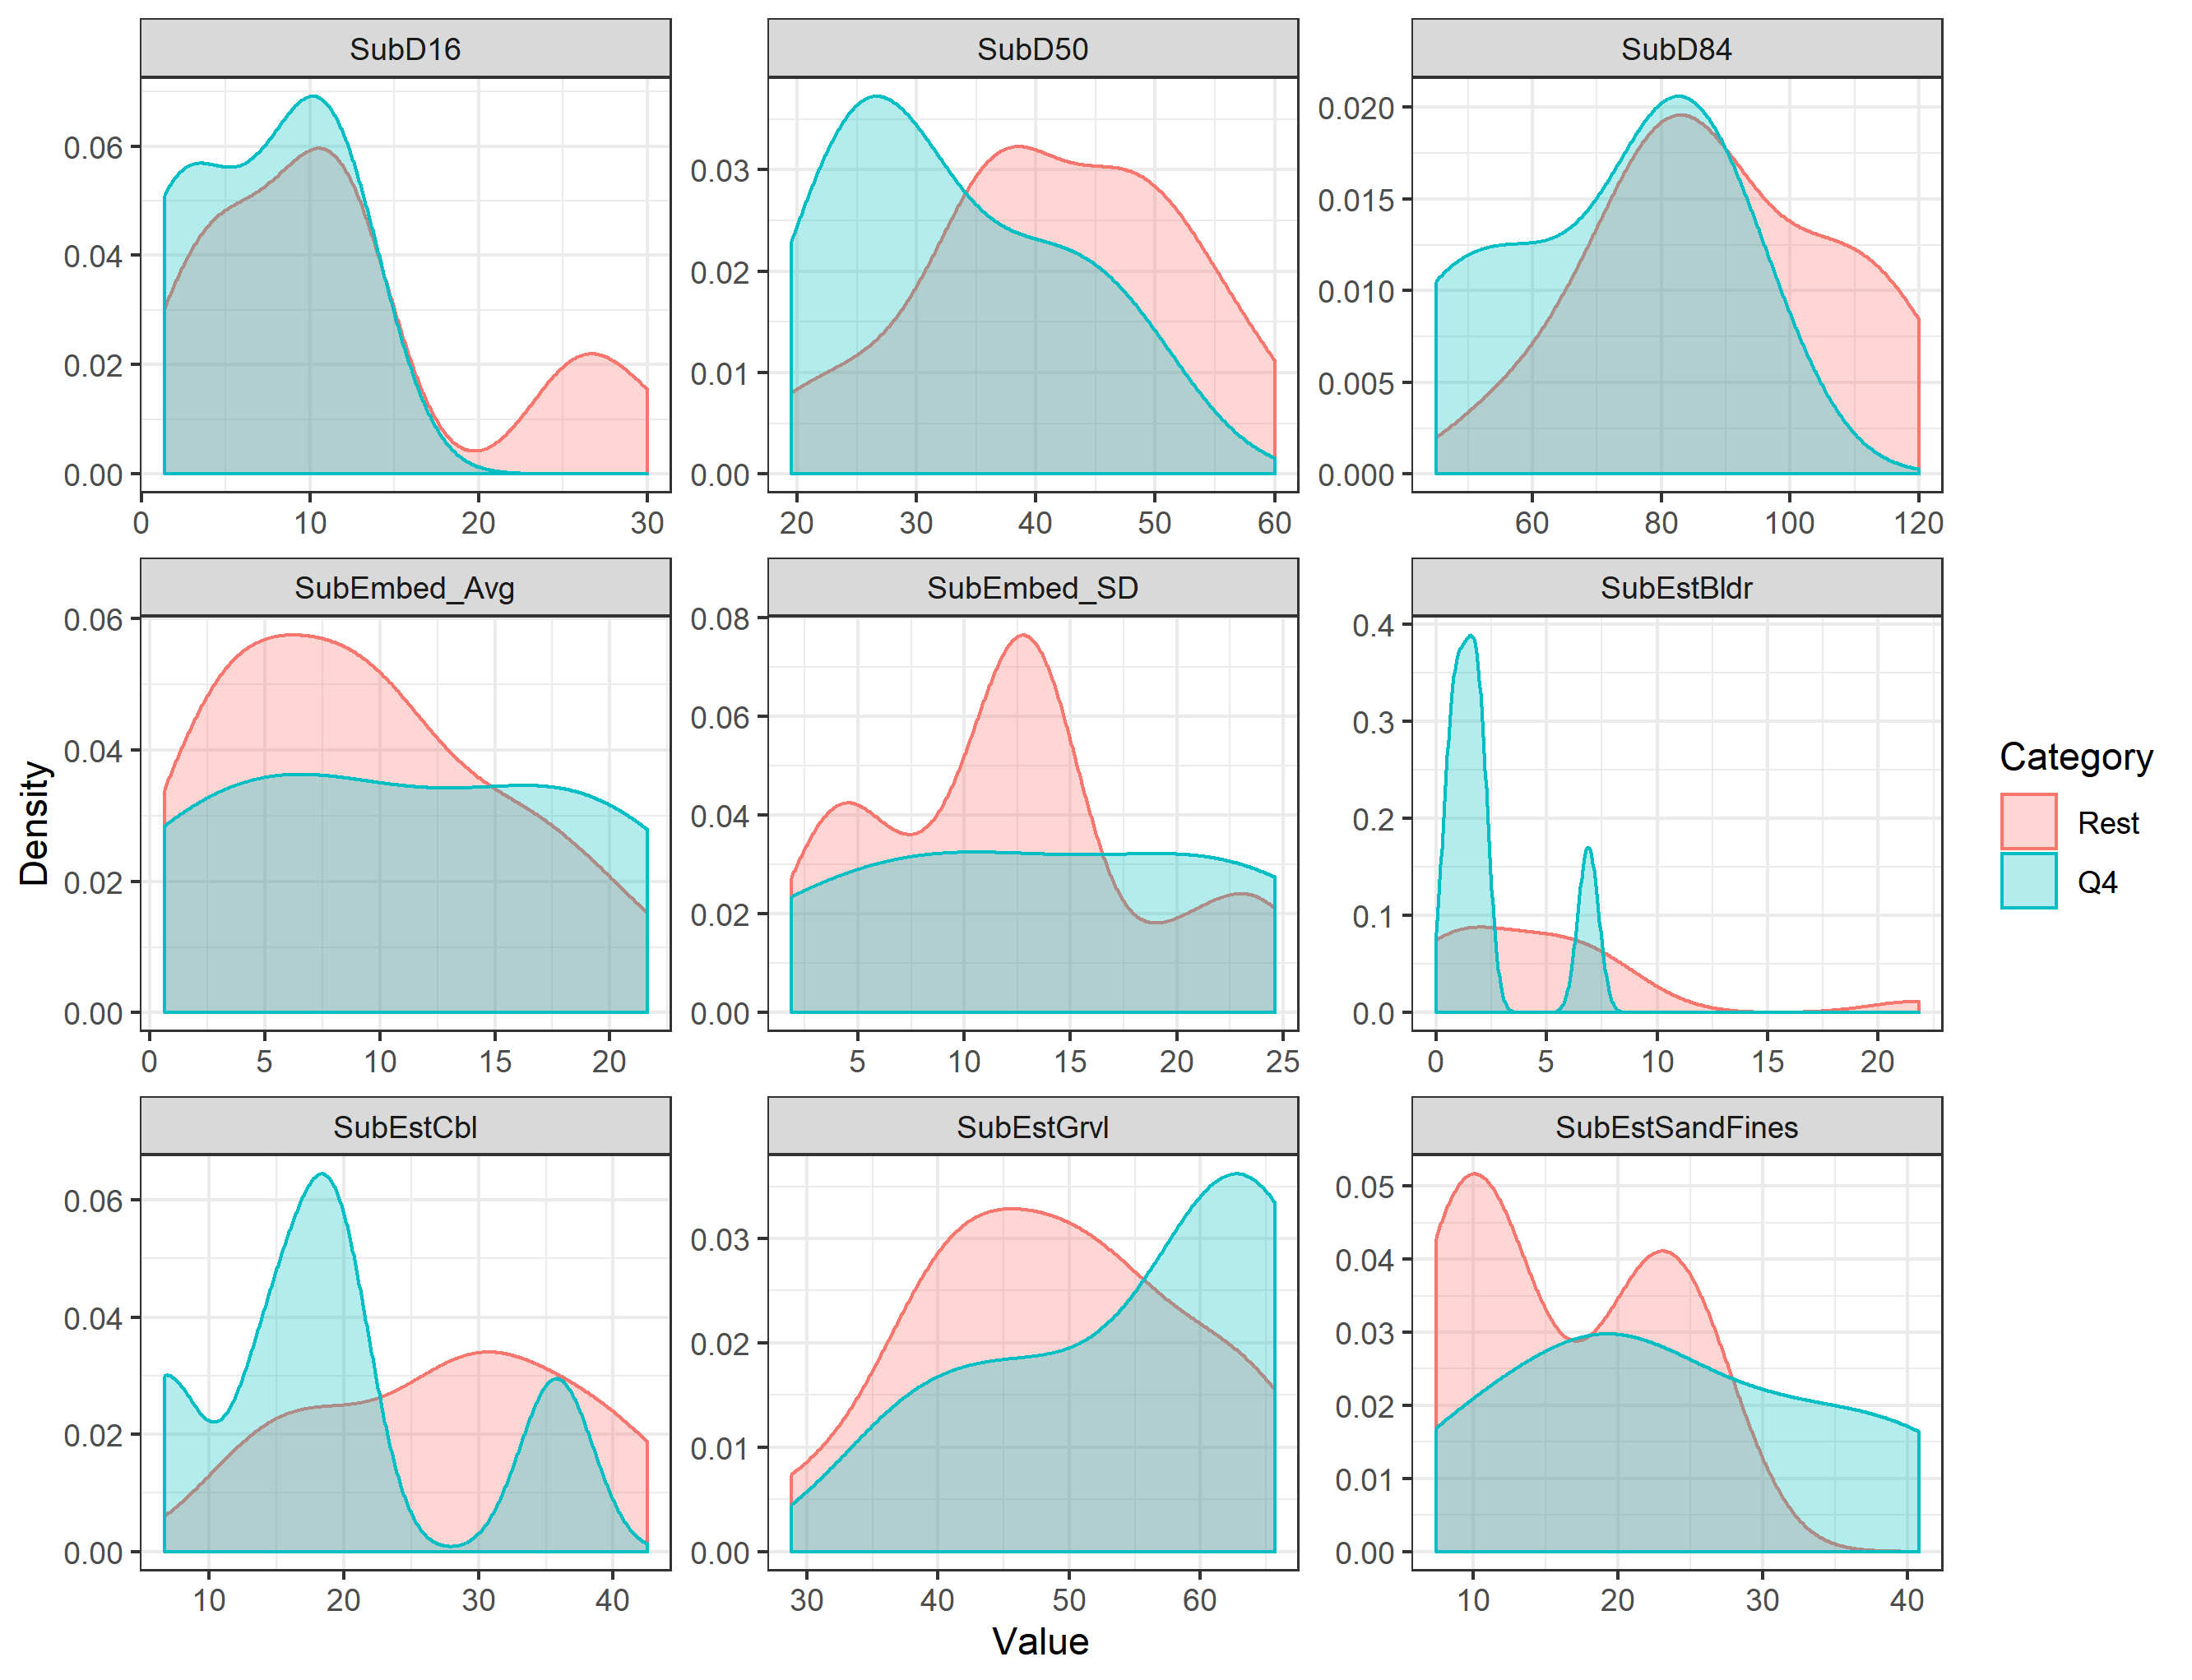 SubD16 SubD50 SubD84
0.06 0.04 0.02 0.00
0 10 20 30
0.03 0.02 0.01 0.00
20 30 40 50 60
0.020 0.015 0.010 0.005 0.000
60 80 100 120
SubEmbed_Avg SubEmbed_SD SubEstBldr
0.06 0.04 0.02 0.00
0 5 10 15 20
0.08 0.06 0.04 0.02 0.00
5 10 15 20 25
0.4 0.3 0.2 0.1 0.0
0 5 10 15 20
SubEstCbl SubEstGrvl SubEstSandFines
0.06 0.04 0.02 0.00
10 20 30 40
0.03 0.02 0.01 0.00
30 40 50 60
0.05 0.04 0.03 0.02 0.01 0.00
10 20 30 40
Density
Value
Category
Rest
Q4